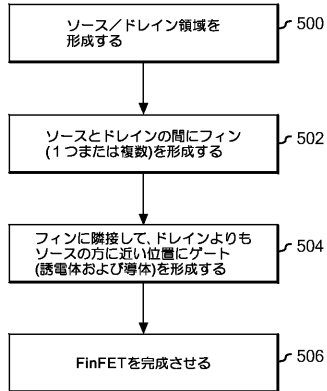 ソース／ドレイン領域を
形成する
500
ソースとドレインの間にフィン
(１つまたは複数)を形成する
502
フィンに隣接して、ドレインよりも
ソースの方に近い位置にゲート
(誘電体および導体)を形成する
504
FinFETを完成させる
506